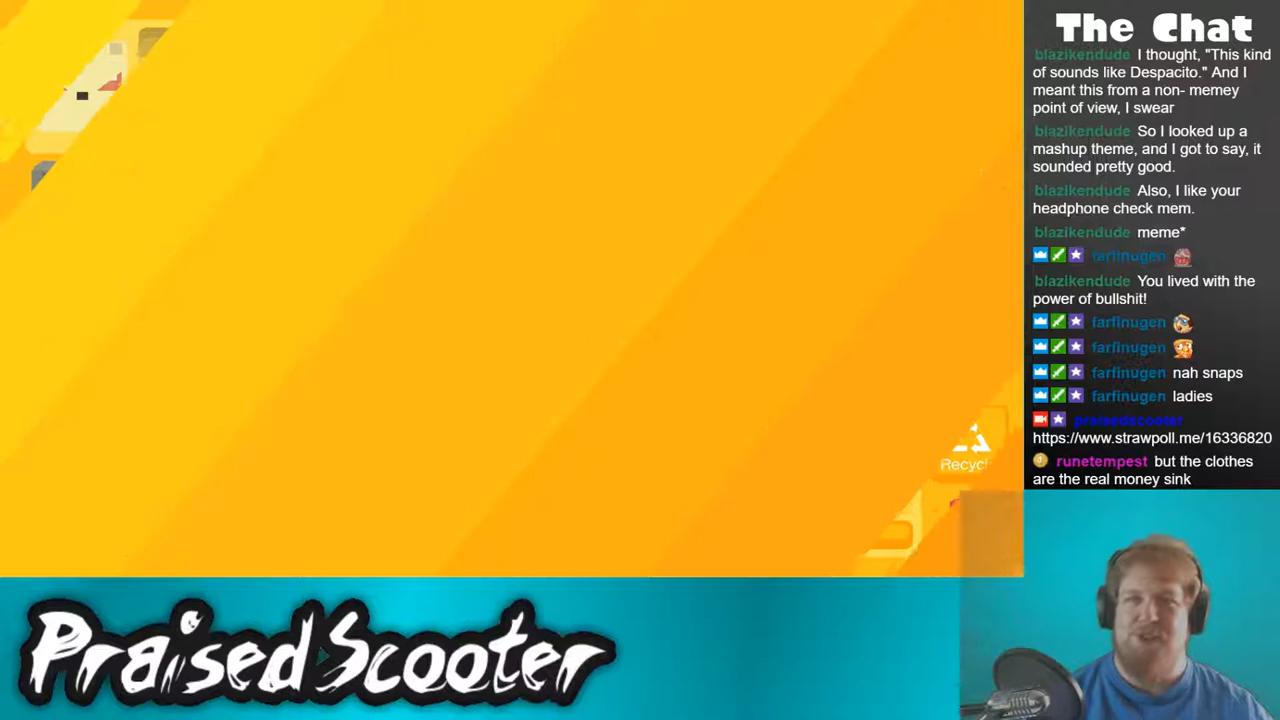 The Chat
blazikendude I thought, "This kind
of sounds like Despacito." And I
meant this from a non- memey
point of view, I swear
blazikendude So I looked up a
mashup theme, and I got to say, it
sounded pretty good.
blazikendude Also, I like your
headphone check mem.
blazikendude meme*
farfinugen
blazikendude You lived with the
power of bullshit!
farfinugen
farfinugen
farfinugen nah snaps
farfinugen ladies
praisedscooter
https://www.strawpoll.me/16336820
runetempest but the clothes
are the real money sink
Recycl
PraisedScooter